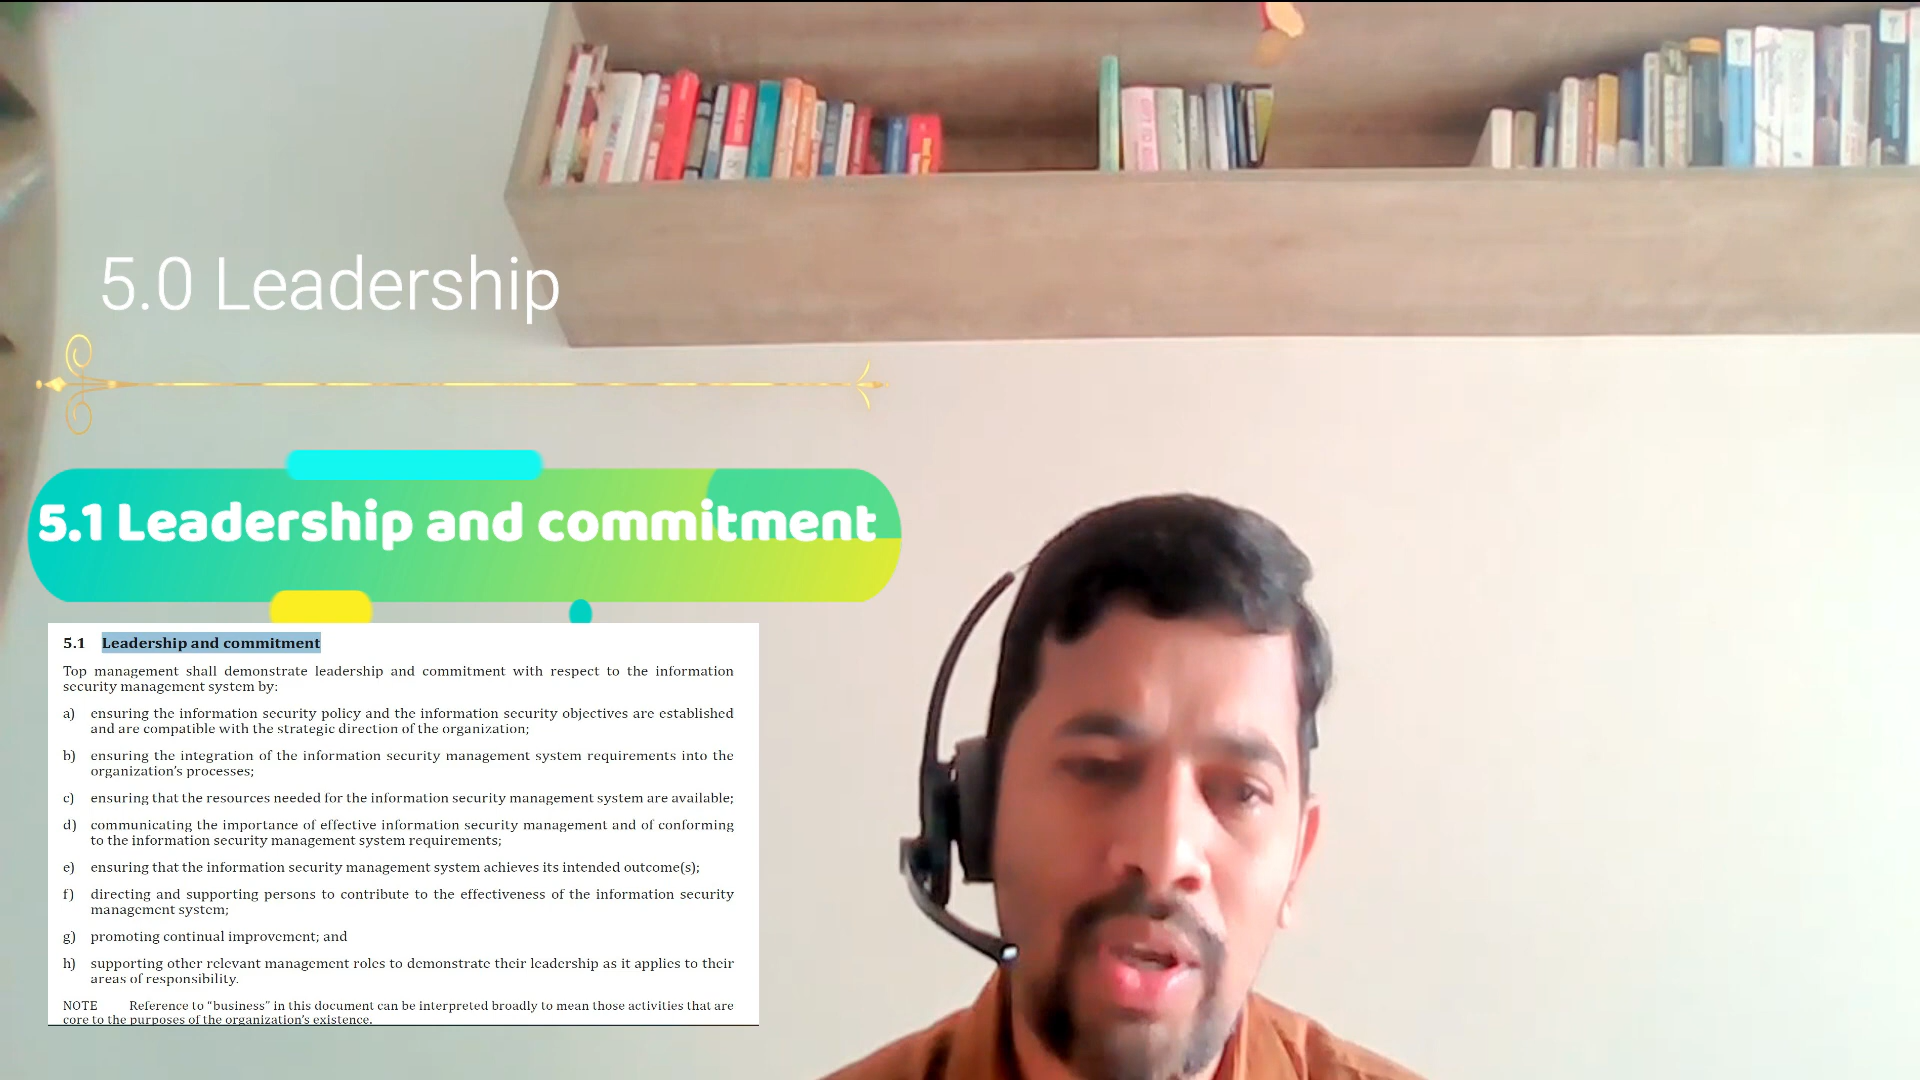 5.0 Leadership
5.1 Leadership and commitment
5.1 Leadership and commitment
Top management shall demonstrate leadership and commitment with respect to the information
security management system by:
a) ensuring the information security policy and the information security objectives are established
and are compatible with the strategic direction of the organization;
b) ensuring the integration of the information security management system requirements into the
organization's processes;
c) ensuring that the resources needed for the information security management system are available;
d) communicating the importance of effective information security management and of conforming
to the information security management system requirements;
e) ensuring that the information security management system achieves its intended outcome(s);
f) directing and supporting persons to contribute to the effectiveness of the information security
management system;
g) promoting continual improvement; and
h) supporting other relevant management roles to demonstrate their leadership as it applies to their
areas of responsibility.
NOTE Reference to "business" in this document can be interpreted broadly to mean those activities that are
core to the purposes of the organization's existence.